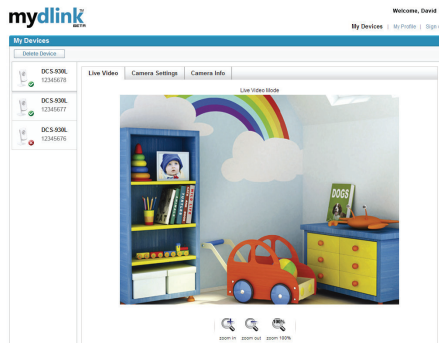 mydlink
BETA
Welcome, David
My Devices | My Profile | Sign
My Devices
Delete Device
DCS-930L
12345678
DCS-930L
12345677
DCS-930L
12345676
Live Video
Camera Settings
Camera Info
Live Video Mode
DOGS
100%
zoom in
zoom out
zoom 100%